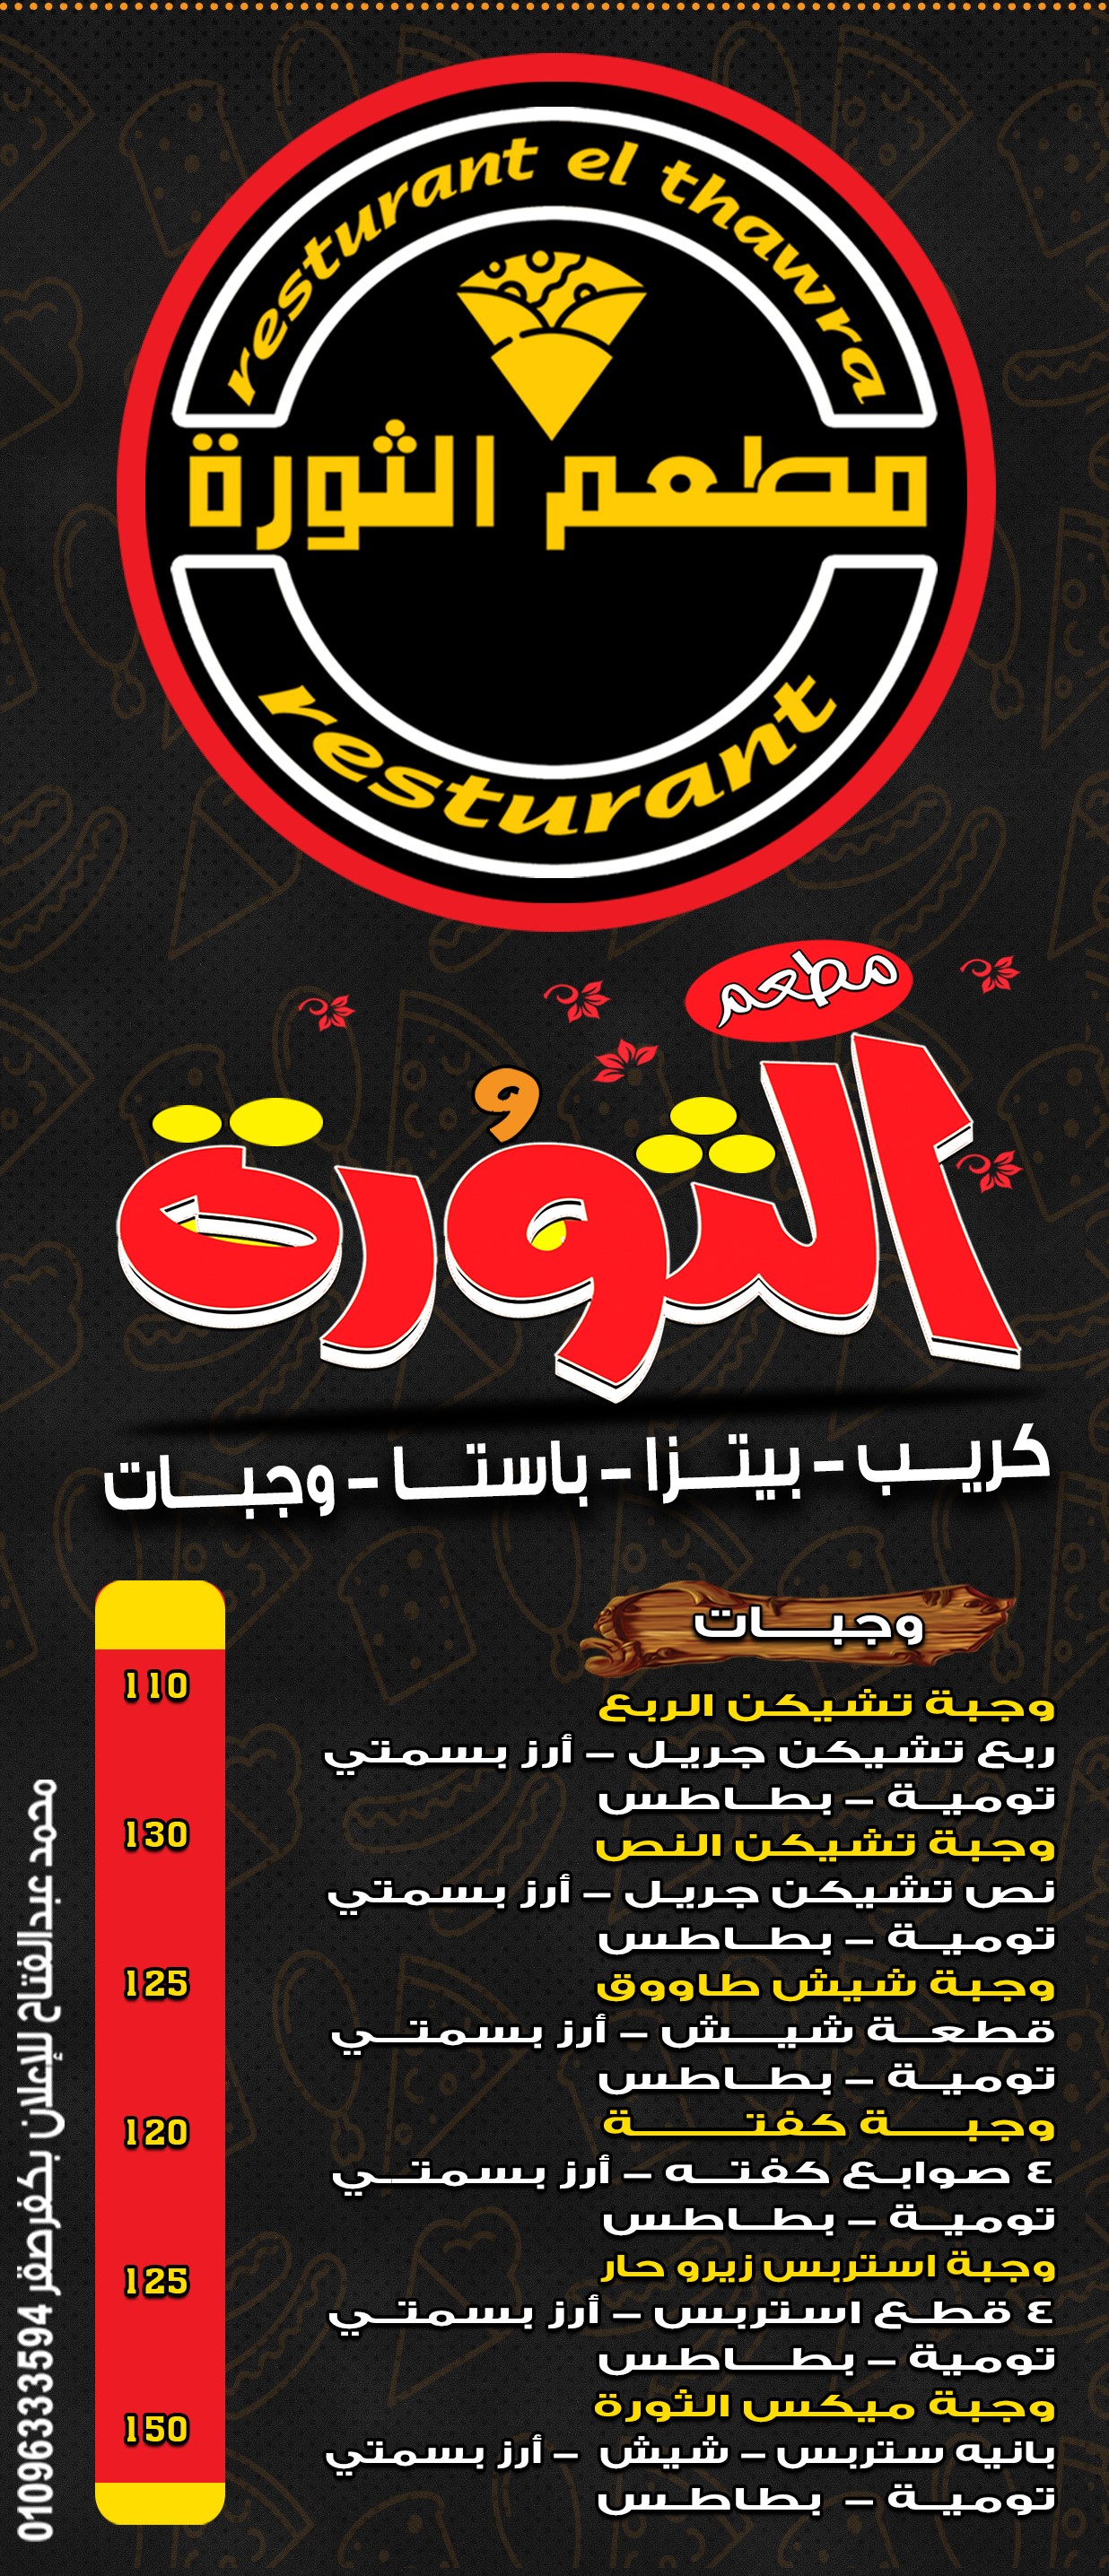 resturant el thawra
مطعم الثورة
resturant
مطعم
الثورة
كريب - بيتزا - باستا - وجبات
وجبات
وجبة تشيكن الربع 110
ربع تشيكن جريل - أرز بسمتي
تومية - بطاطس
وجبة تشيكن النص 130
نص تشيكن جريل - أرز بسمتي
تومية - بطاطس
وجبة شيش طاووق 125
قطعة شيش - أرز بسمتي
تومية - بطاطس
وجبة كفتة 120
٤ صوابع كفته - أرز بسمتي
تومية - بطاطس
وجبة استربس زيرو حار 125
٤ قطع استربس - أرز بسمتي
تومية - بطاطس
وجبة ميكس الثورة 150
بانيه ستربس - شيش - أرز بسمتي
تومية - بطاطس
محمد عبدالفتاح للإعلان بكفرصقر 01096333594